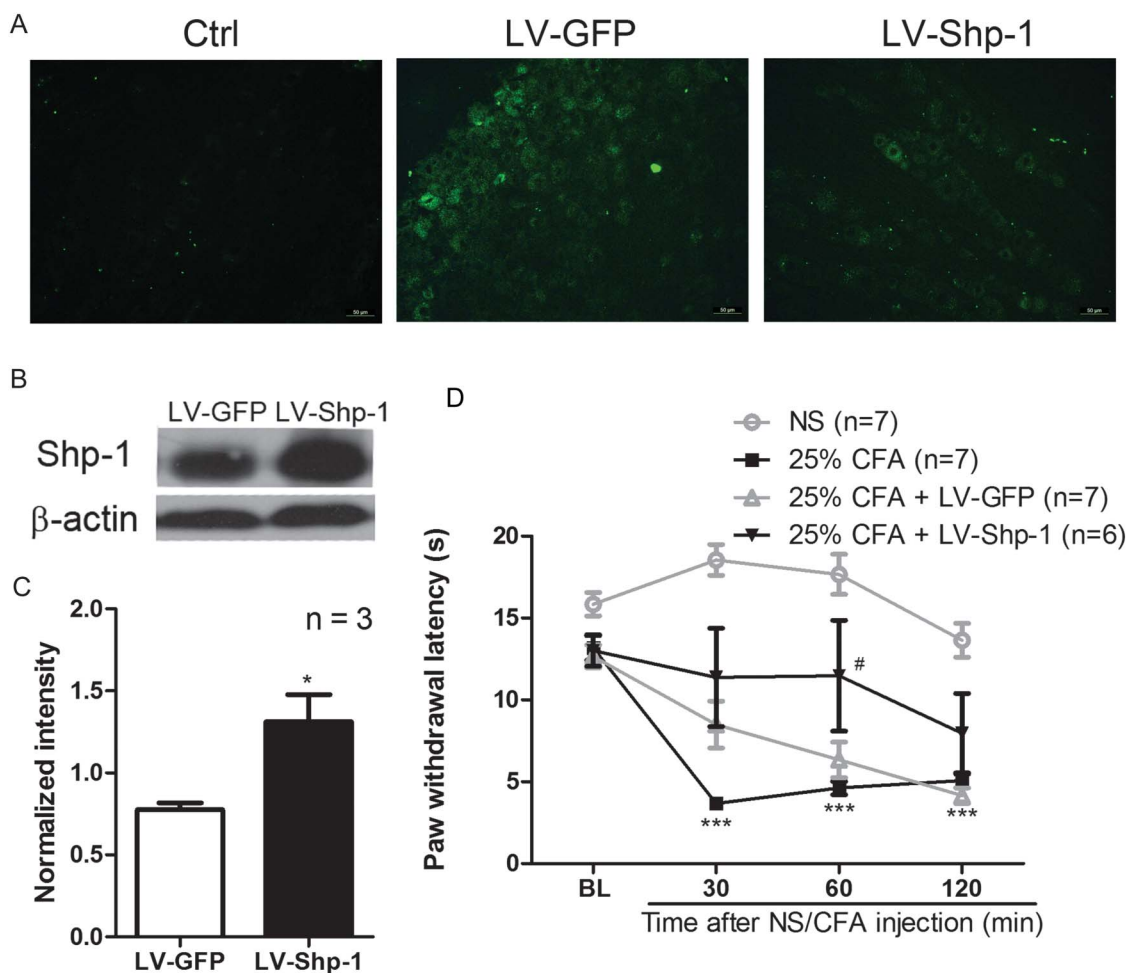 A
Ctrl
LV-GFP
LV-Shp-1
50 μm
50 μm
50 μm
B
LV-GFP LV-Shp-1
Shp-1
β-actin
C
n = 3
Normalized intensity
2.0
1.5
1.0
0.5
0.0
*
LV-GFP
LV-Shp-1
D
NS (n=7)
25% CFA (n=7)
25% CFA + LV-GFP (n=7)
25% CFA + LV-Shp-1 (n=6)
Paw withdrawal latency (s)
20
15
10
5
0
#
*** *** ***
BL 30 60 120
Time after NS/CFA injection (min)